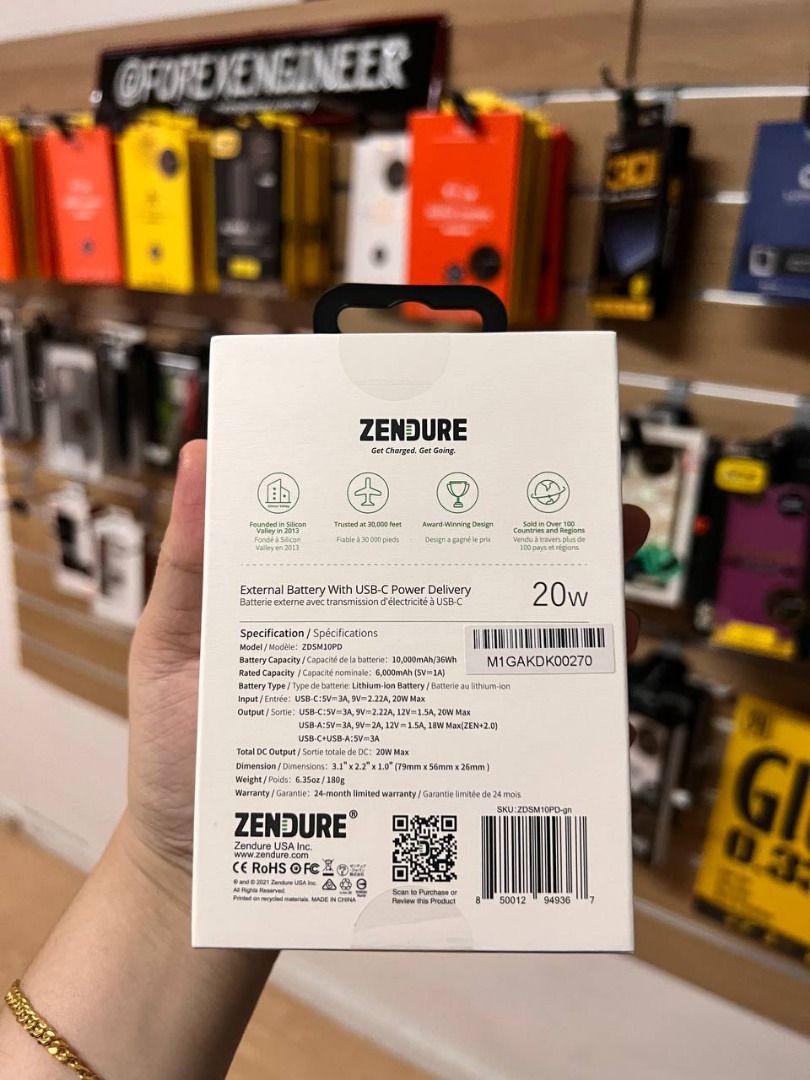 @FOREXENGINEER
ZENDURE
Get Charged. Get Going.
Silicon Valley
Founded in Silicon
Valley in 2013
Fondé à Silicon
Valley en 2013
Trusted at 30,000 feet
Fiable à 30 000 pieds
Award-Winning Design
Design a gagné le prix
Sold in Over 100
Countries and Regions
Vendu à travers plus de
100 pays et régions
External Battery With USB-C Power Delivery
Batterie externe avec transmission d'électricité à USB-C
20W
Specification / Spécifications
Model / Modèle: ZDSM10PD
Battery Capacity / Capacité de la batterie: 10,000mAh/36Wh
Rated Capacity / Capacité nominale: 6,000mAh (5V⎓1A)
Battery Type / Type de batterie: Lithium-ion Battery / Batterie au lithium-ion
Input / Entrée: USB-C:5V⎓3A, 9V⎓2.22A, 20W Max
Output / Sortie: USB-C:5V⎓3A, 9V⎓2.22A, 12V⎓1.5A, 20W Max
USB-A:5V⎓3A, 9V⎓2A, 12V⎓1.5A, 18W Max(ZEN+2.0)
USB-C+USB-A:5V⎓3A
Total DC Output / Sortie totale de DC: 20W Max
Dimension / Dimensions: 3.1" x 2.2" x 1.0" (79mm x 56mm x 26mm )
Weight / Poids: 6.35oz / 180g
Warranty / Garantie: 24-month limited warranty / Garantie limitée de 24 mois
M1GAKDK00270
ZENDURE®
Zendure USA Inc.
www.zendure.com
CE RoHS FC
® and © 2021 Zendure USA Inc.
All Rights Reserved.
Printed on recycled materials. MADE IN CHINA
Scan to Purchase or
Review this Product
SKU:ZDSM10PD-gn
8 50012 94936 7